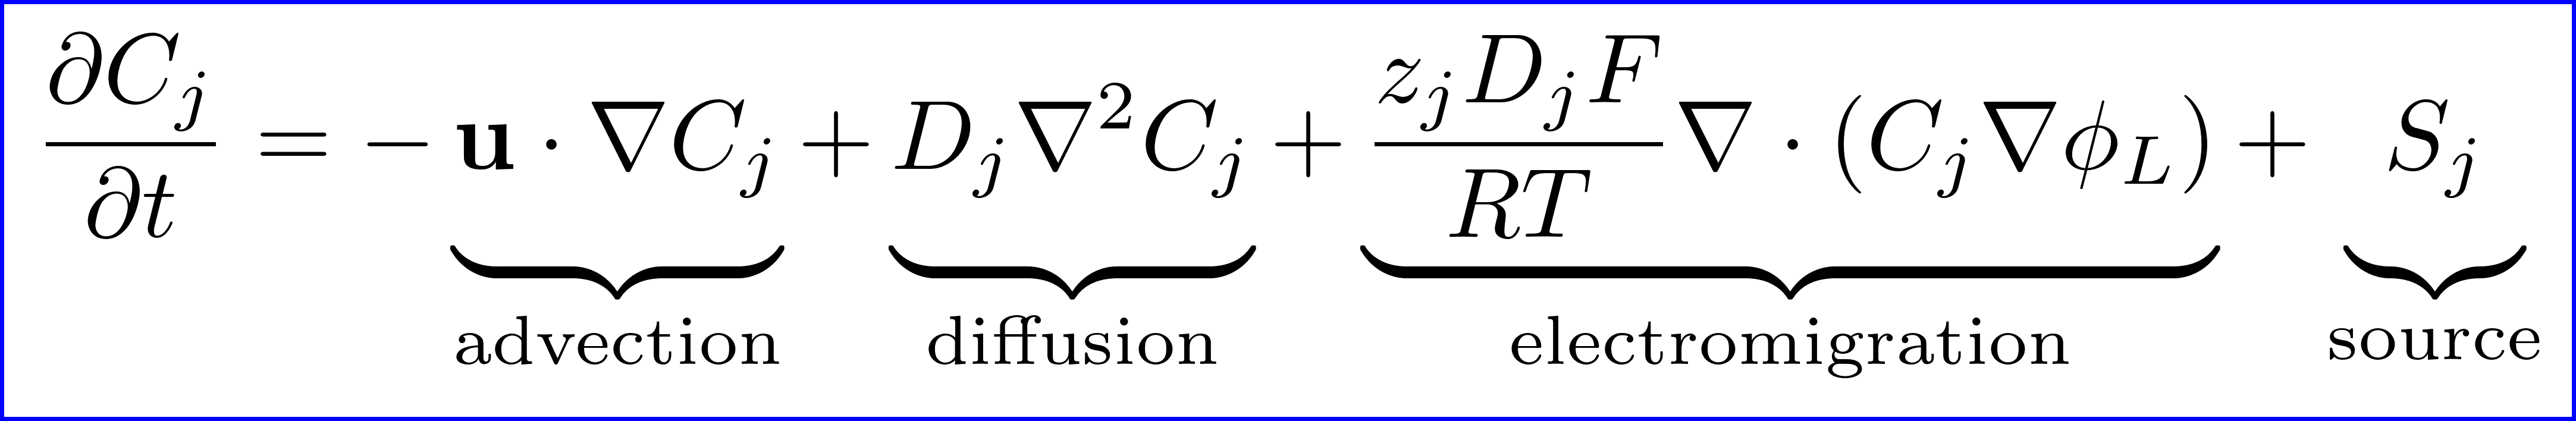 ∂C_j/∂t = − u · ∇C_j + D_j∇²C_j + (z_j D_j F)/(RT) ∇ · (C_j∇ϕ_L) + S_j
advection diffusion electromigration source